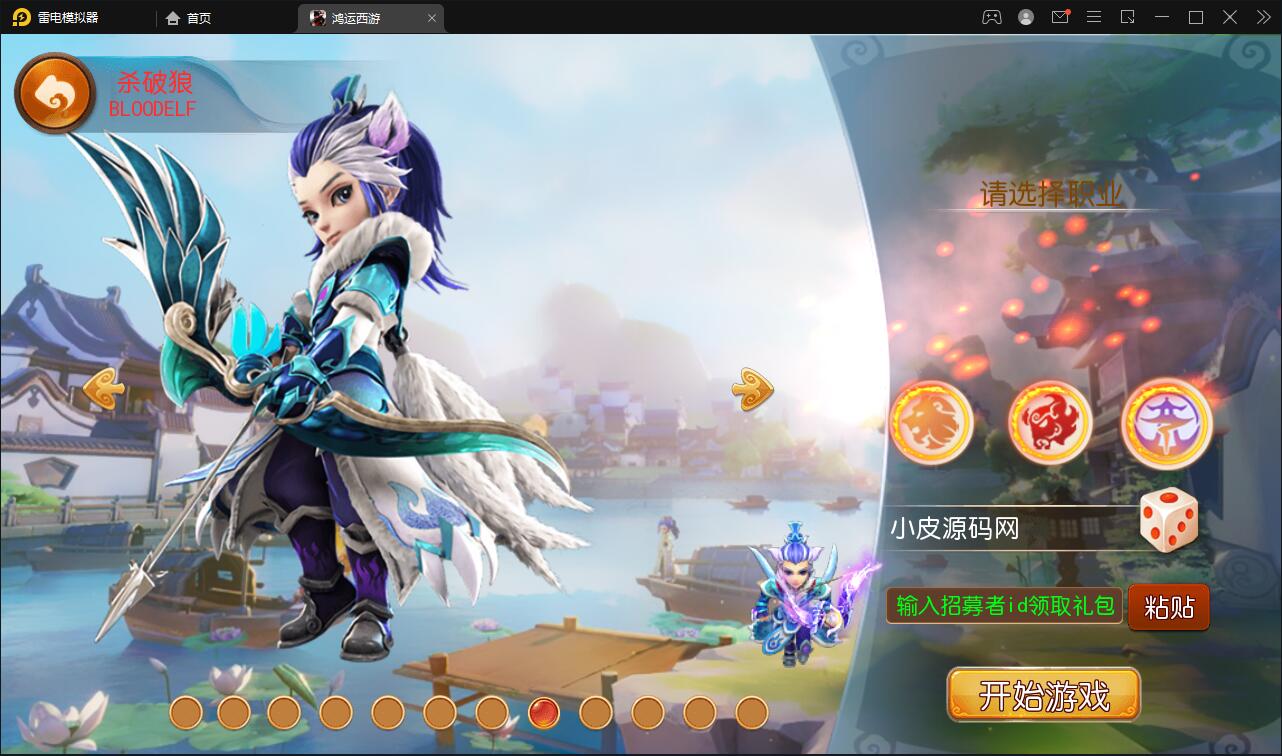 雷电模拟器
首页
鸿运西游
杀破狼
BLOODELF
请选择职业
小皮源码网
输入招募者id领取礼包
粘贴
开始游戏